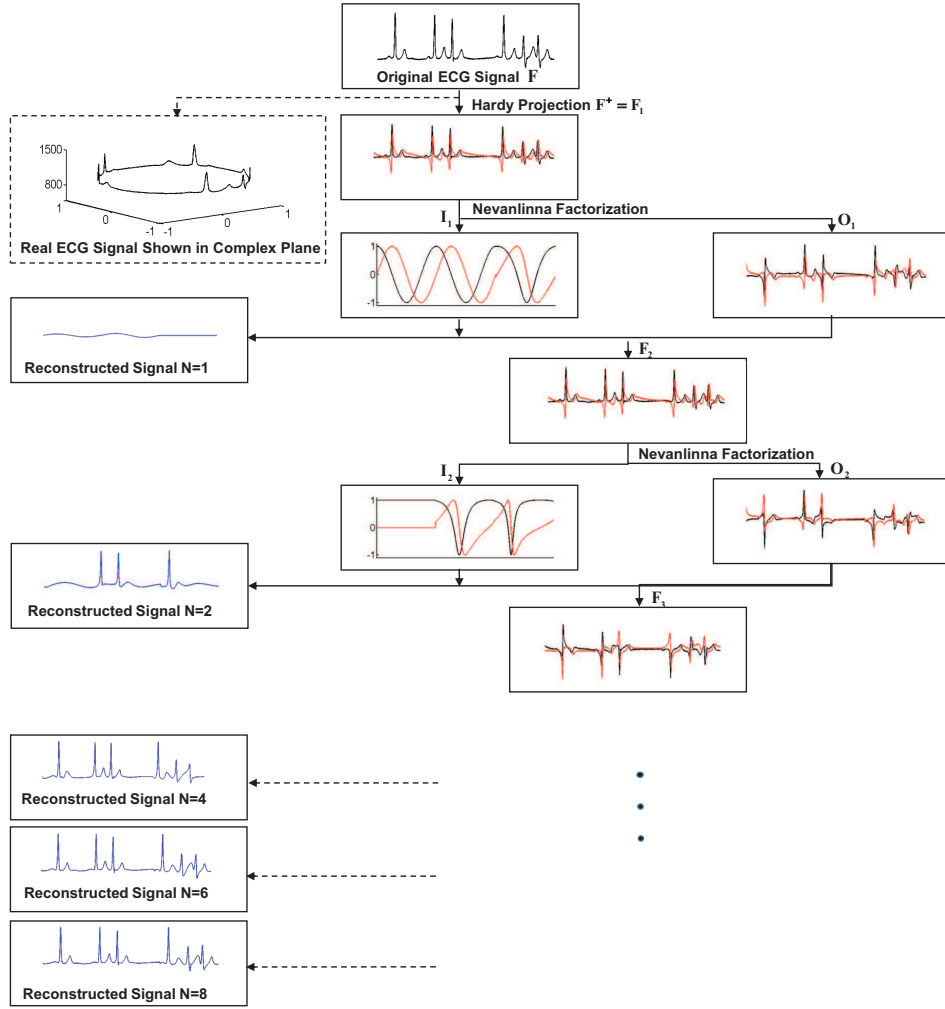 Original ECG Signal F
Hardy Projection F⁺ = F₁
1500
800
1
0
-1
-1
0
1
Real ECG Signal Shown in Complex Plane
Nevanlinna Factorization
I₁
O₁
1
0
-1
Reconstructed Signal N=1
F₂
Nevanlinna Factorization
I₂
O₂
1
0
-1
Reconstructed Signal N=2
F₃
Reconstructed Signal N=4
Reconstructed Signal N=6
Reconstructed Signal N=8